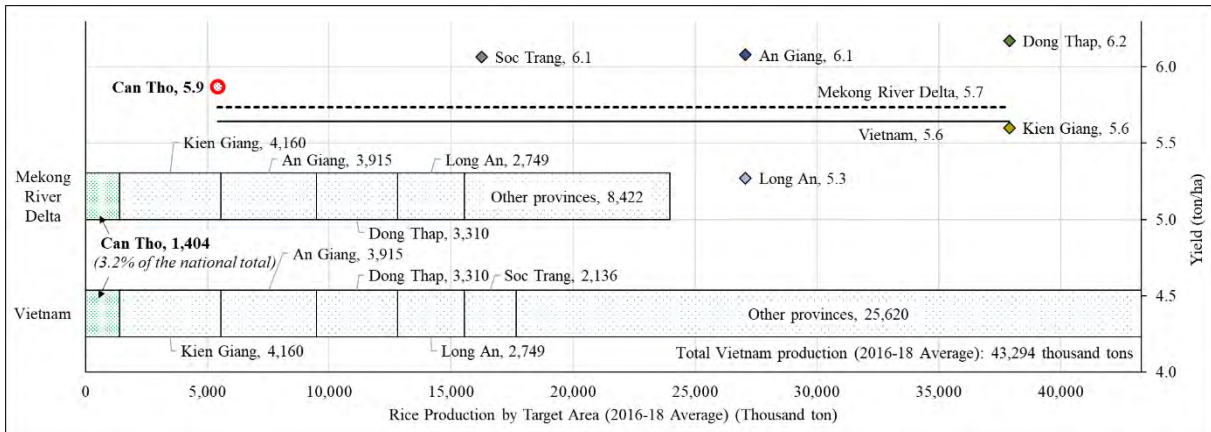 Soc Trang, 6.1
An Giang, 6.1
Dong Thap, 6.2
6.0
Can Tho, 5.9
Mekong River Delta, 5.7
Vietnam, 5.6
Kien Giang, 5.6
5.5
Kien Giang, 4,160
An Giang, 3,915
Long An, 2,749
Long An, 5.3
Mekong
River
Delta
Other provinces, 8,422
5.0
Dong Thap, 3,310
Can Tho, 1,404
(3.2% of the national total)
An Giang, 3,915
Dong Thap, 3,310
Soc Trang, 2,136
4.5
Vietnam
Other provinces, 25,620
Kien Giang, 4,160
Long An, 2,749
Total Vietnam production (2016-18 Average): 43,294 thousand tons
4.0
Yield (ton/ha)
0
5,000
10,000
15,000
20,000
25,000
30,000
35,000
40,000
Rice Production by Target Area (2016-18 Average) (Thousand ton)